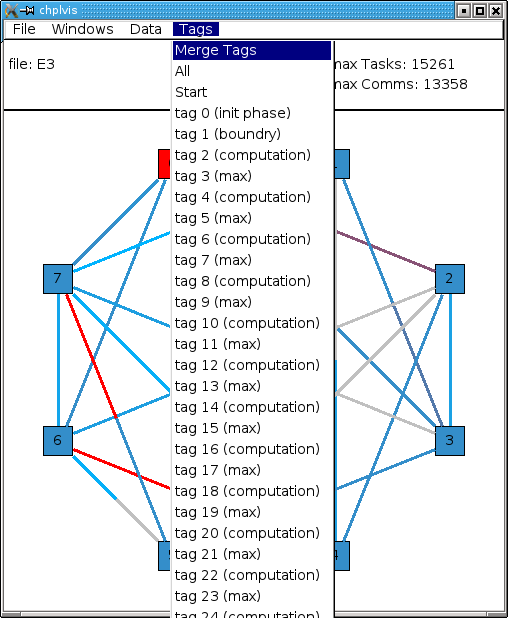 chplvis
File Windows Data Tags
file: E3
max Tasks: 15261
max Comms: 13358
Merge Tags
All
Start
tag 0 (init phase)
tag 1 (boundry)
tag 2 (computation)
tag 3 (max)
tag 4 (computation)
tag 5 (max)
tag 6 (computation)
tag 7 (max)
tag 8 (computation)
tag 9 (max)
tag 10 (computation)
tag 11 (max)
tag 12 (computation)
tag 13 (max)
tag 14 (computation)
tag 15 (max)
tag 16 (computation)
tag 17 (max)
tag 18 (computation)
tag 19 (max)
tag 20 (computation)
tag 21 (max)
tag 22 (computation)
tag 23 (max)
tag 24 (computation)
7
2
6
3